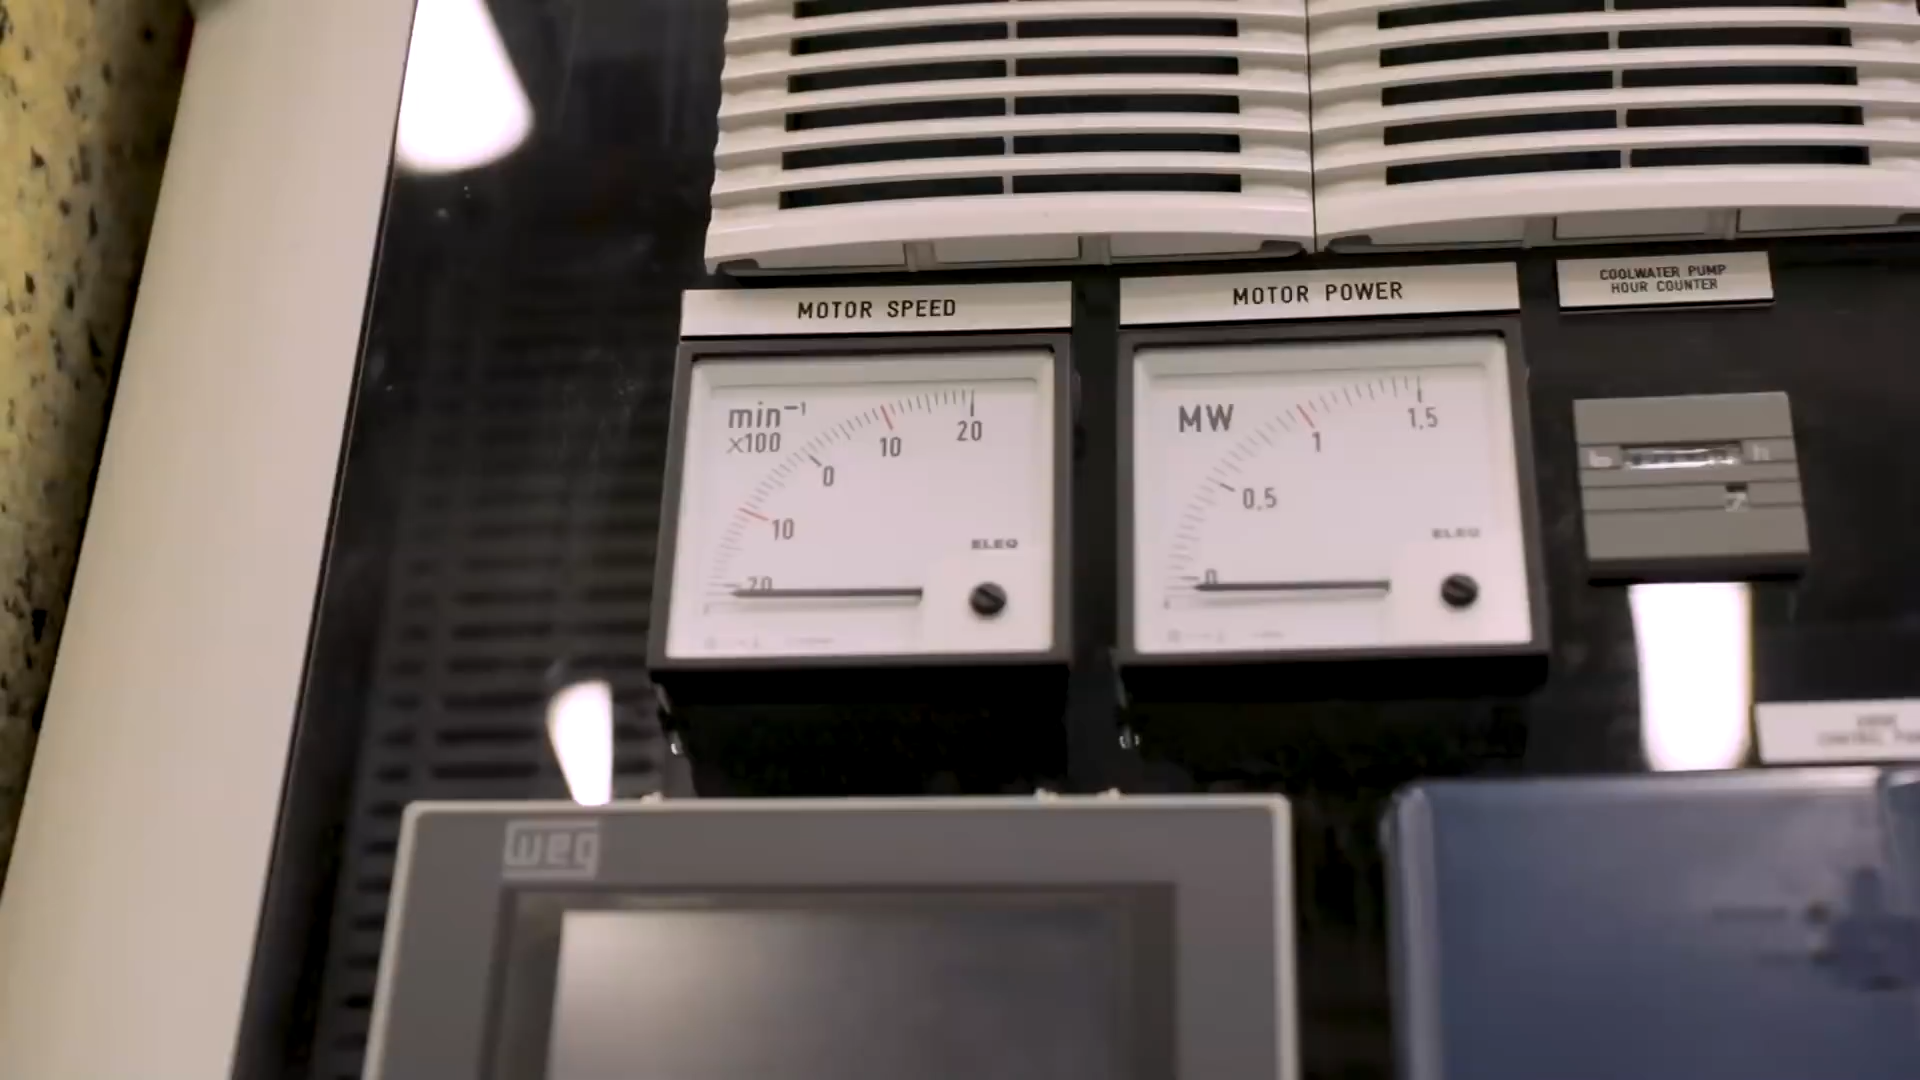 MOTOR SPEED
MOTOR POWER
COOLWATER PUMP
HOUR COUNTER
min⁻¹
x100
20
10
0
10
20
ELEQ
MW
1,5
1
0,5
0
ELEQ
h
weg